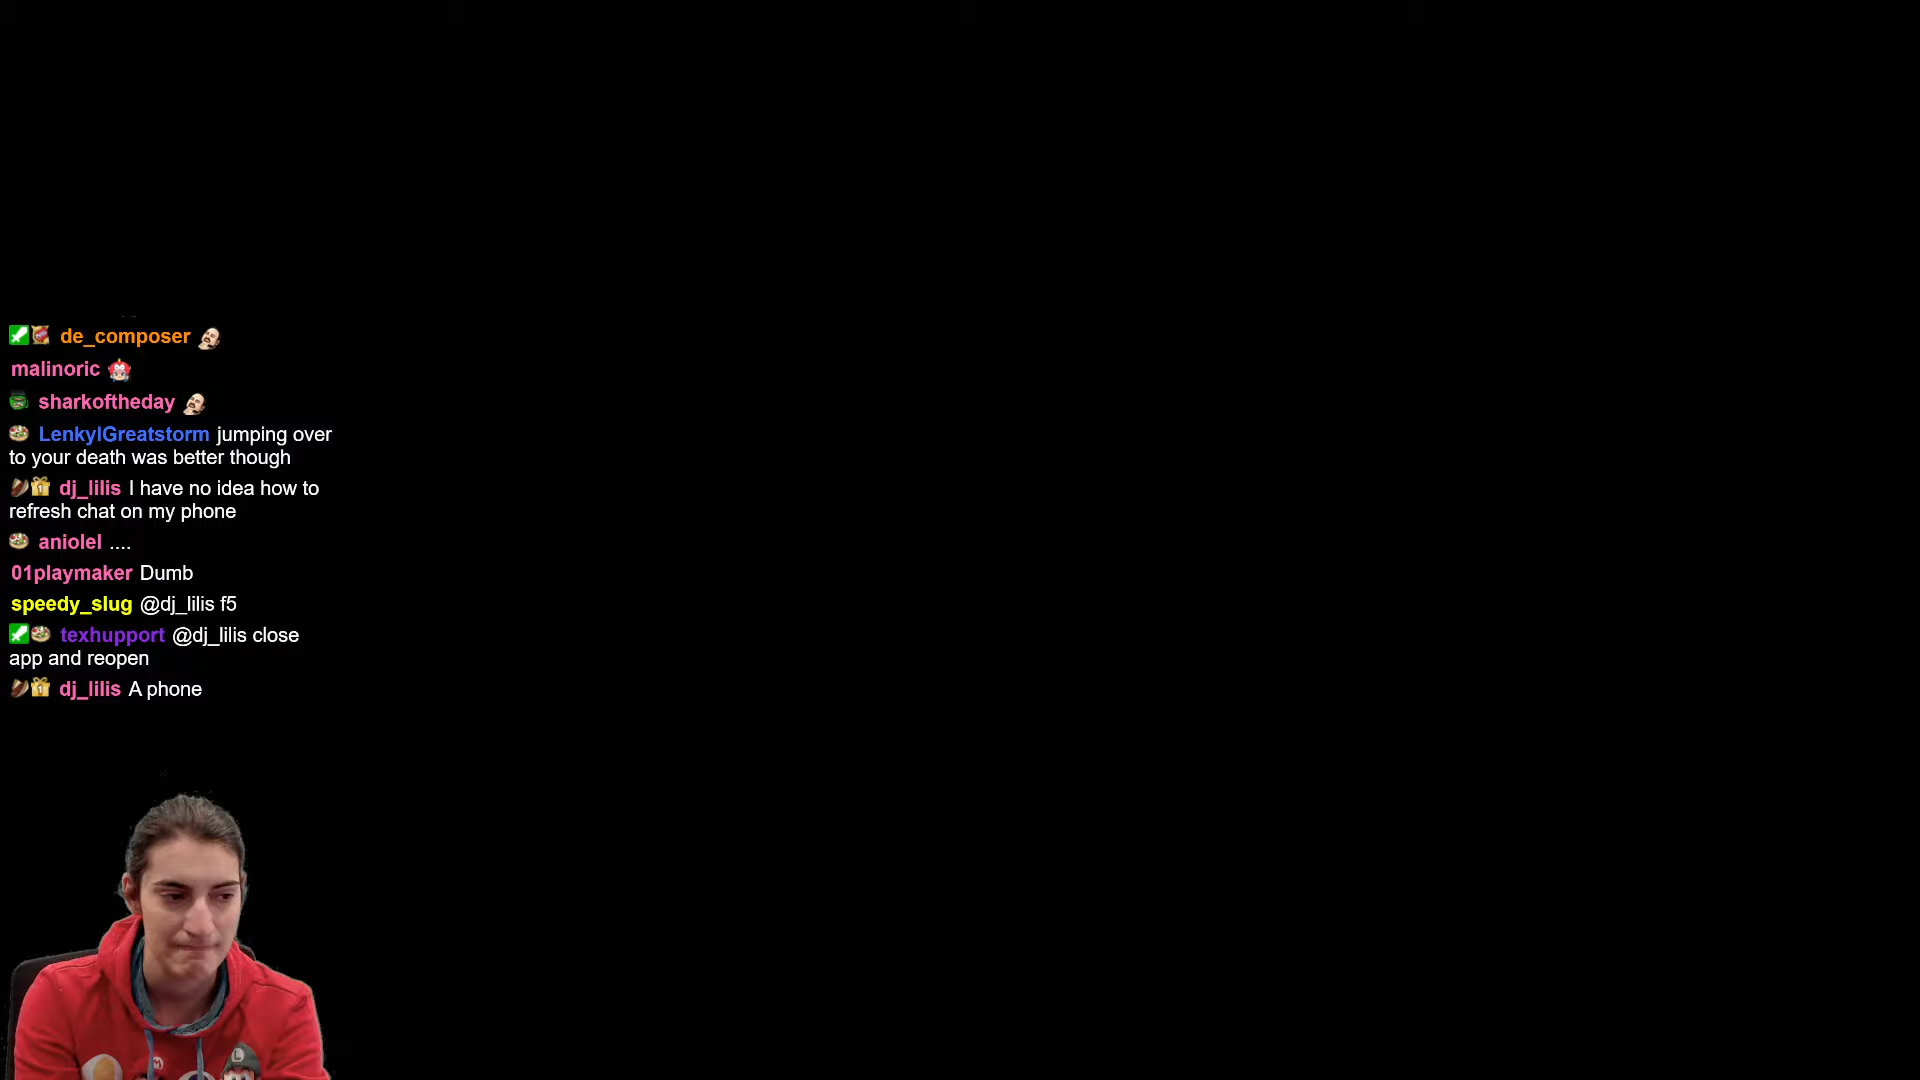 de_composer
malinoric
sharkoftheday
LenkylGreatstorm jumping over
to your death was better though
dj_lilis I have no idea how to
refresh chat on my phone
aniolel ....
01playmaker Dumb
speedy_slug @dj_lilis f5
texhupport @dj_lilis close
app and reopen
dj_lilis A phone
M
L